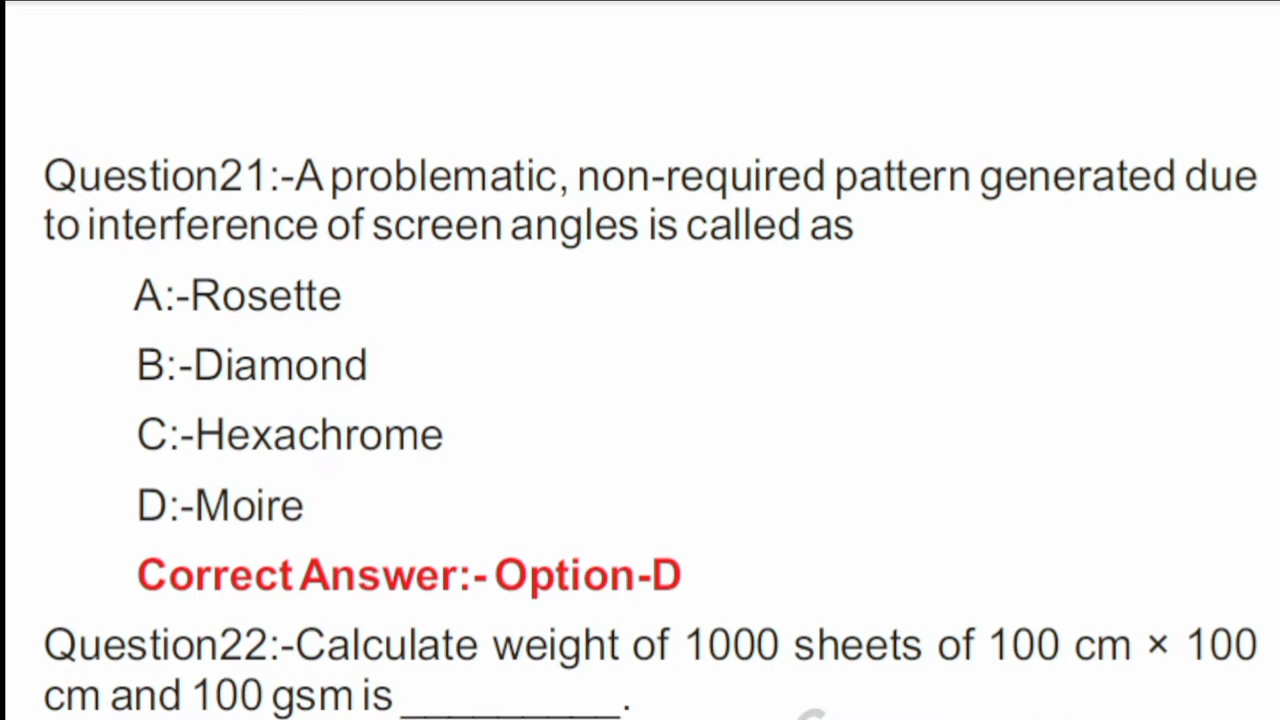 Question21:-A problematic, non-required pattern generated due
to interference of screen angles is called as
A:-Rosette
B:-Diamond
C:-Hexachrome
D:-Moire
Correct Answer:- Option-D
Question22:-Calculate weight of 1000 sheets of 100 cm × 100
cm and 100 gsm is _________.